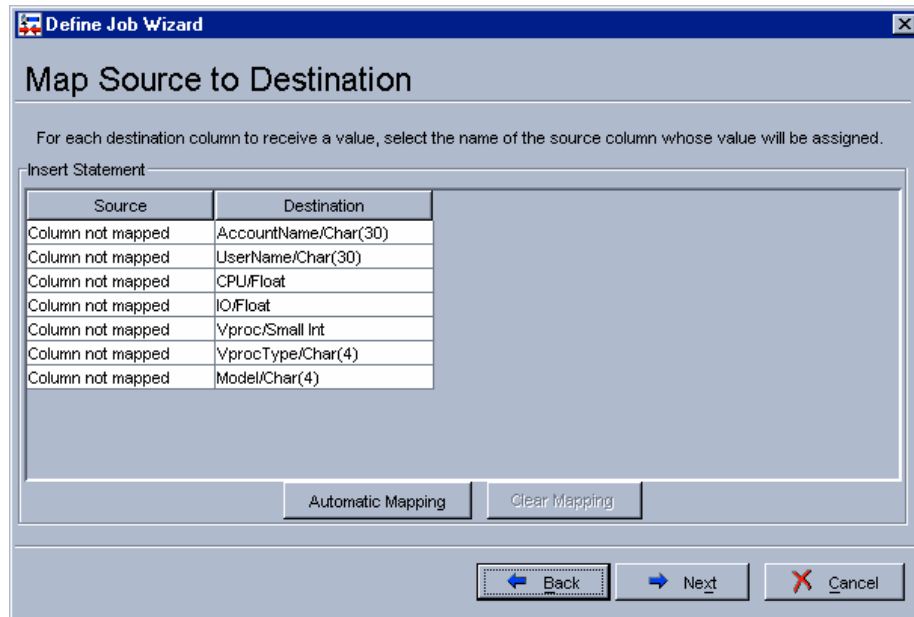 Define Job Wizard
Map Source to Destination
For each destination column to receive a value, select the name of the source column whose value will be assigned.
Insert Statement
Source Destination
Column not mapped AccountName/Char(30)
Column not mapped UserName/Char(30)
Column not mapped CPU/Float
Column not mapped IO/Float
Column not mapped Vproc/Small Int
Column not mapped VprocType/Char(4)
Column not mapped Model/Char(4)
Automatic Mapping Clear Mapping
Back Next Cancel